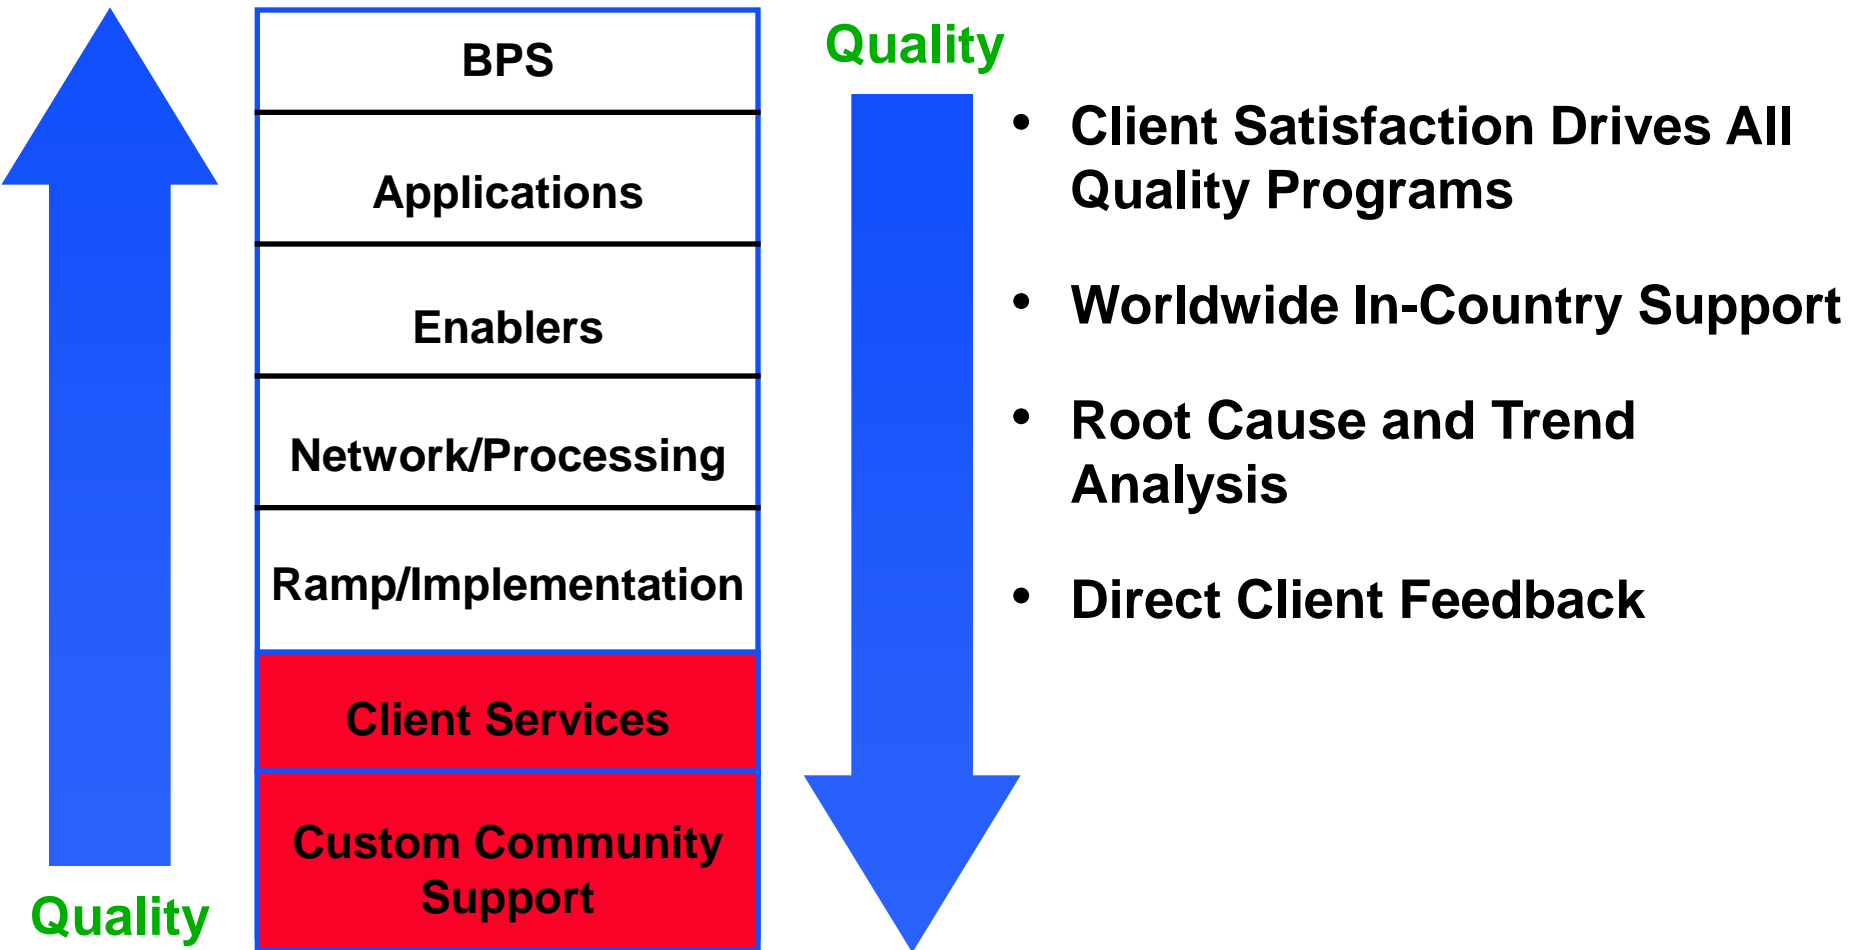 BPS
Applications
Enablers
Network/Processing
Ramp/Implementation
Client Services
Custom Community
Support
Quality
Quality
• Client Satisfaction Drives All
Quality Programs
• Worldwide In-Country Support
• Root Cause and Trend
Analysis
• Direct Client Feedback